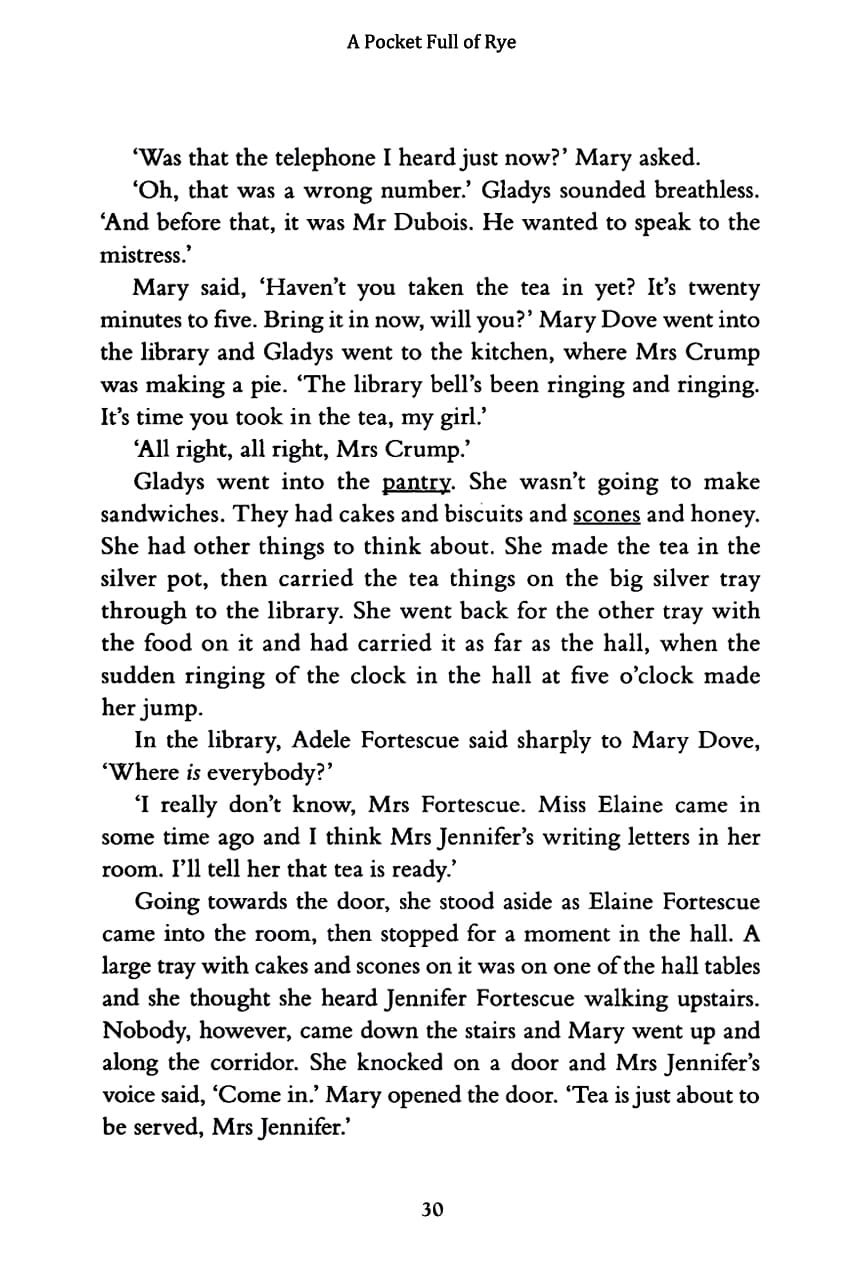 A Pocket Full of Rye
‘Was that the telephone I heard just now?’ Mary asked.
‘Oh, that was a wrong number.’ Gladys sounded breathless.
‘And before that, it was Mr Dubois. He wanted to speak to the
mistress.’
Mary said, ‘Haven’t you taken the tea in yet? It’s twenty
minutes to five. Bring it in now, will you?’ Mary Dove went into
the library and Gladys went to the kitchen, where Mrs Crump
was making a pie. ‘The library bell’s been ringing and ringing.
It’s time you took in the tea, my girl.’
‘All right, all right, Mrs Crump.’
Gladys went into the pantry. She wasn’t going to make
sandwiches. They had cakes and biscuits and scones and honey.
She had other things to think about. She made the tea in the
silver pot, then carried the tea things on the big silver tray
through to the library. She went back for the other tray with
the food on it and had carried it as far as the hall, when the
sudden ringing of the clock in the hall at five o’clock made
her jump.
In the library, Adele Fortescue said sharply to Mary Dove,
‘Where is everybody?’
‘I really don’t know, Mrs Fortescue. Miss Elaine came in
some time ago and I think Mrs Jennifer’s writing letters in her
room. I’ll tell her that tea is ready.’
Going towards the door, she stood aside as Elaine Fortescue
came into the room, then stopped for a moment in the hall. A
large tray with cakes and scones on it was on one of the hall tables
and she thought she heard Jennifer Fortescue walking upstairs.
Nobody, however, came down the stairs and Mary went up and
along the corridor. She knocked on a door and Mrs Jennifer’s
voice said, ‘Come in.’ Mary opened the door. ‘Tea is just about to
be served, Mrs Jennifer.’
30